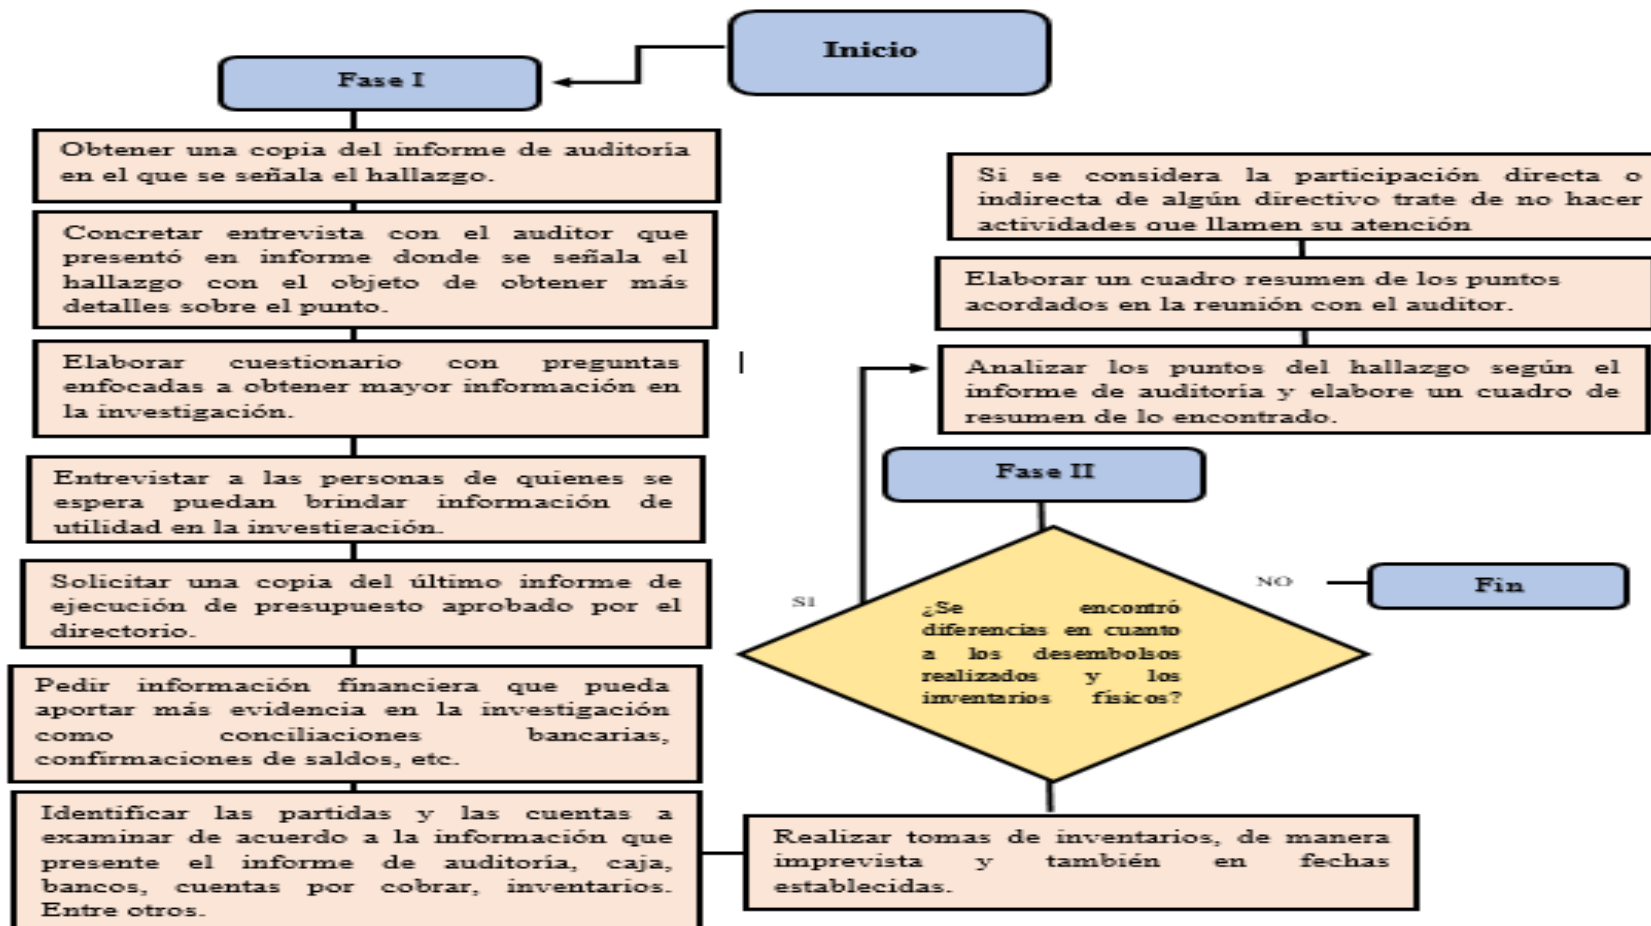 Inicio
Fase I
Obtener una copia del informe de auditoría
en el que se señala el hallazgo.
Concretar entrevista con el auditor que
presentó en informe donde se señala el
hallazgo con el objeto de obtener más
detalles sobre el punto.
Elaborar cuestionario con preguntas
enfocadas a obtener mayor información en
la investigación.
Entrevistar a las personas de quienes se
espera puedan brindar información de
utilidad en la investigación.
Solicitar una copia del último informe de
ejecución de presupuesto aprobado por el
directorio.
Pedir información financiera que pueda
aportar más evidencia en la investigación
como conciliaciones bancarias,
confirmaciones de saldos, etc.
Identificar las partidas y las cuentas a
examinar de acuerdo a la información que
presente el informe de auditoría, caja,
bancos, cuentas por cobrar, inventarios.
Entre otros.
Realizar tomas de inventarios, de manera
imprevista y también en fechas
establecidas.
¿Se encontró
diferencias en cuanto
a los desembolsos
realizados y los
inventarios físicos?
SI
NO
Fin
Fase II
Analizar los puntos del hallazgo según el
informe de auditoría y elabore un cuadro de
resumen de lo encontrado.
Elaborar un cuadro resumen de los puntos
acordados en la reunión con el auditor.
Si se considera la participación directa o
indirecta de algún directivo trate de no hacer
actividades que llamen su atención